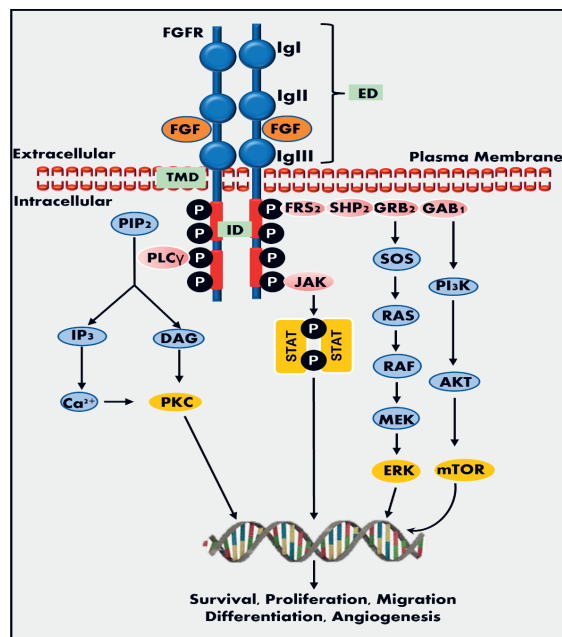 FGFR
IgI
IgII
ED
FGF
FGF
IgIII
Extracellular
Plasma Membrane
TMD
Intracellular
P
P
FRS₂
SHP₂
GRB₂
GAB₁
PIP₂
P
ID
P
PLCγ
P
P
SOS
P
P
JAK
PI₃K
RAS
IP₃
DAG
STAT
P
STAT
P
RAF
AKT
Ca²⁺
PKC
MEK
ERK
mTOR
Survival, Proliferation, Migration
Differentiation, Angiogenesis